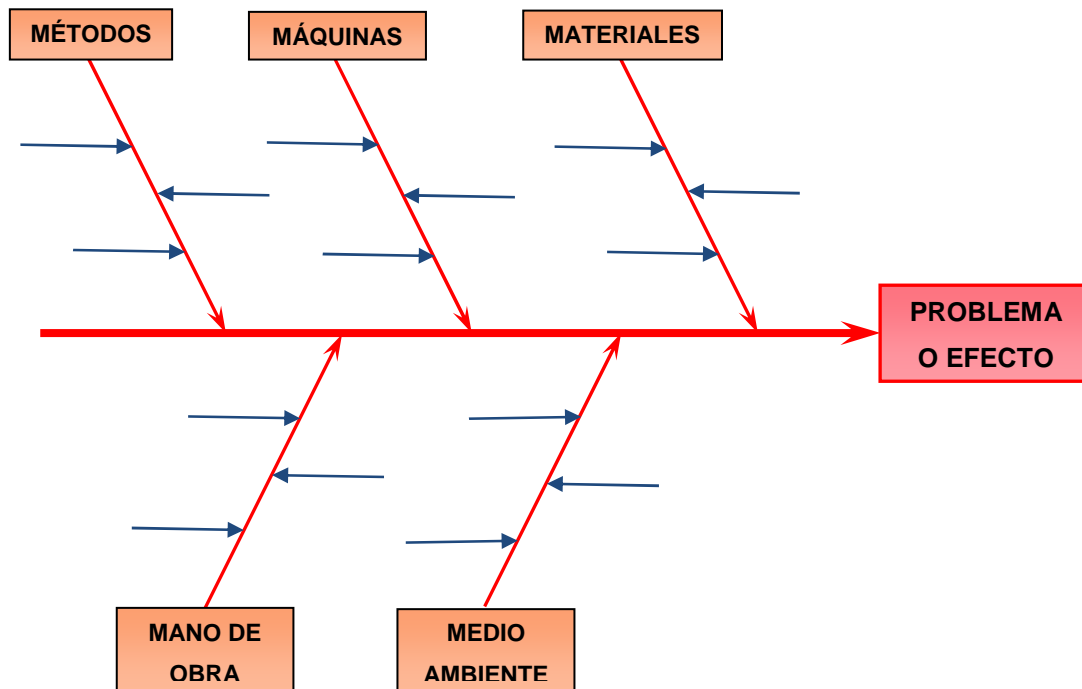 MÉTODOS
MÁQUINAS
MATERIALES
PROBLEMA
O EFECTO
MANO DE
OBRA
MEDIO
AMBIENTE